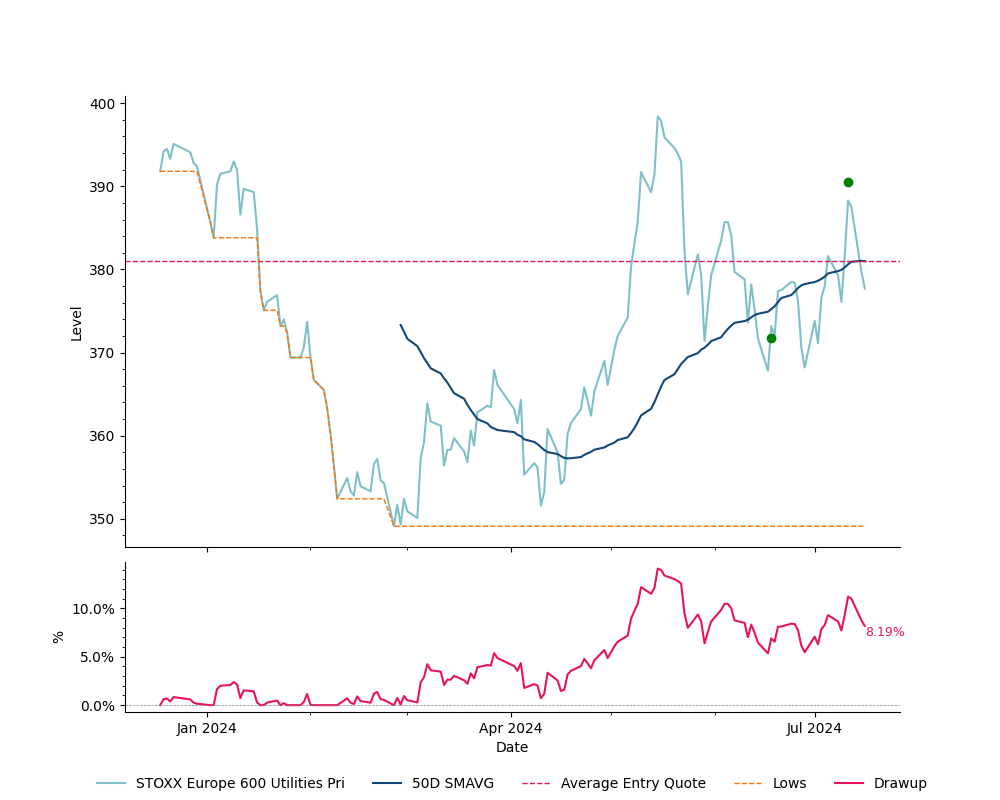 400
390
380
370
360
350
Level
10.0%
5.0%
0.0%
%
8.19%
Jan 2024 Apr 2024 Jul 2024
Date
STOXX Europe 600 Utilities Pri 50D SMAVG Average Entry Quote Lows Drawup